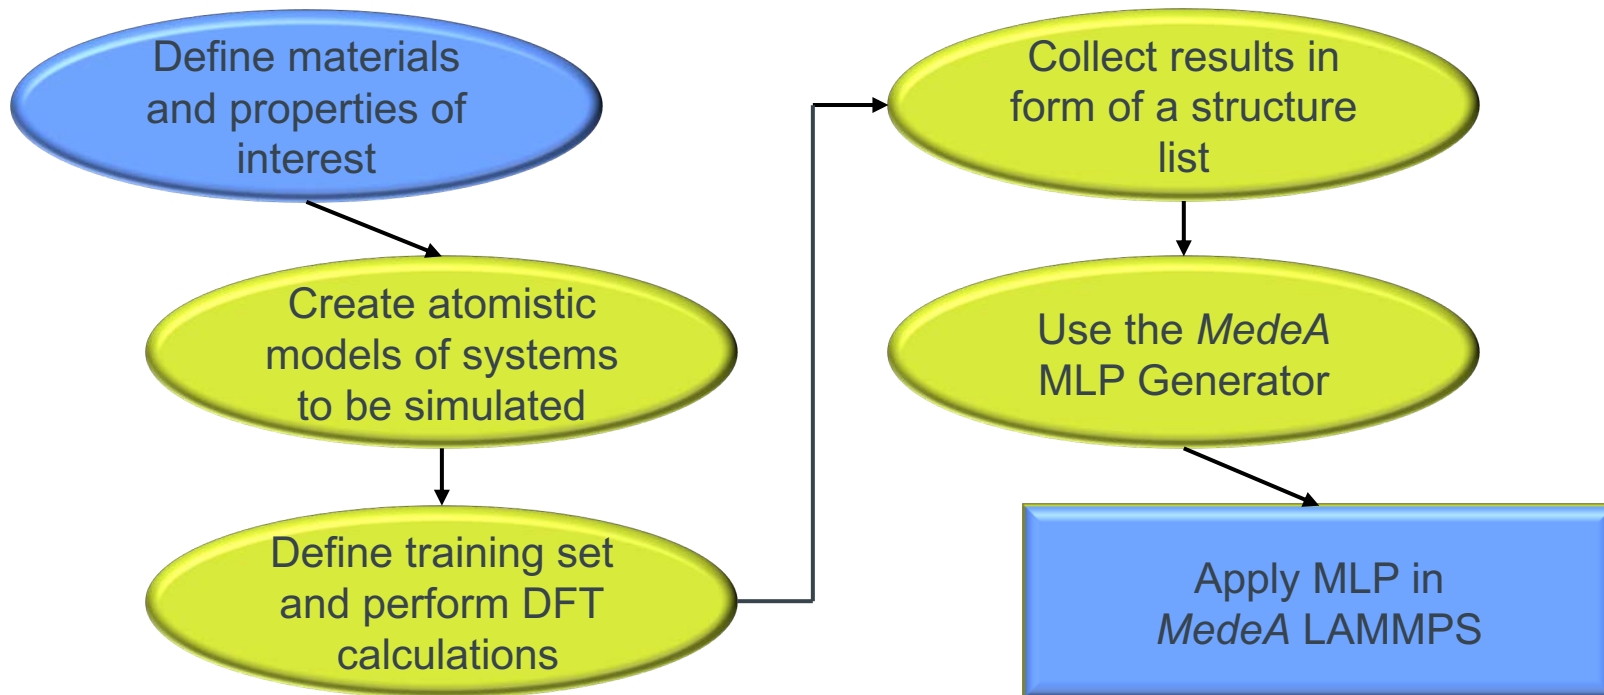 Define materials
and properties of
interest
Create atomistic
models of systems
to be simulated
Define training set
and perform DFT
calculations
Collect results in
form of a structure
list
Use the MedeA
MLP Generator
Apply MLP in
MedeA LAMMPS